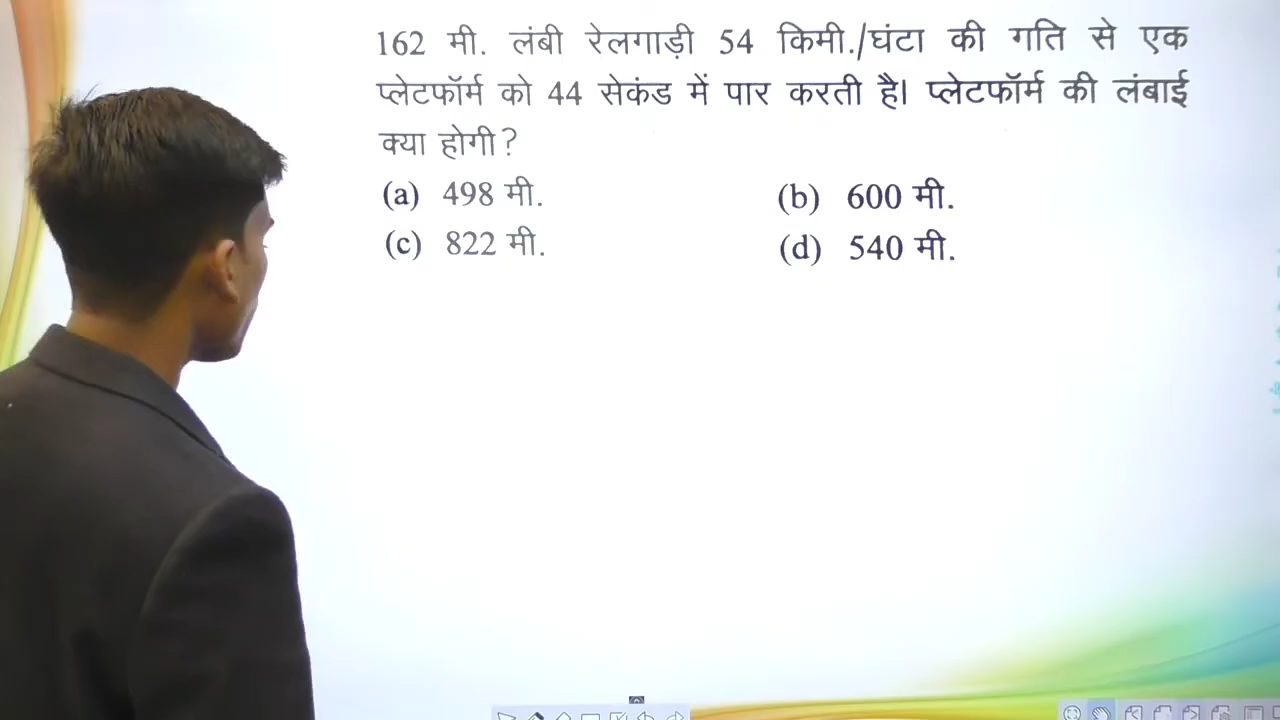 162 मी. लंबी रेलगाड़ी 54 किमी./घंटा की गति से एक
प्लेटफॉर्म को 44 सेकंड में पार करती है। प्लेटफॉर्म की लंबाई
क्या होगी?
(a) 498 मी.
(b) 600 मी.
(c) 822 मी.
(d) 540 मी.